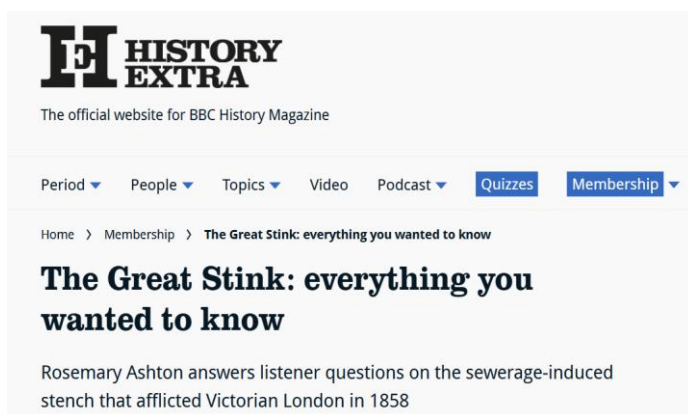 HISTORY
EXTRA
The official website for BBC History Magazine
Period People Topics Video Podcast Quizzes Membership
Home > Membership > The Great Stink: everything you wanted to know
The Great Stink: everything you
wanted to know
Rosemary Ashton answers listener questions on the sewerage-induced
stench that afflicted Victorian London in 1858